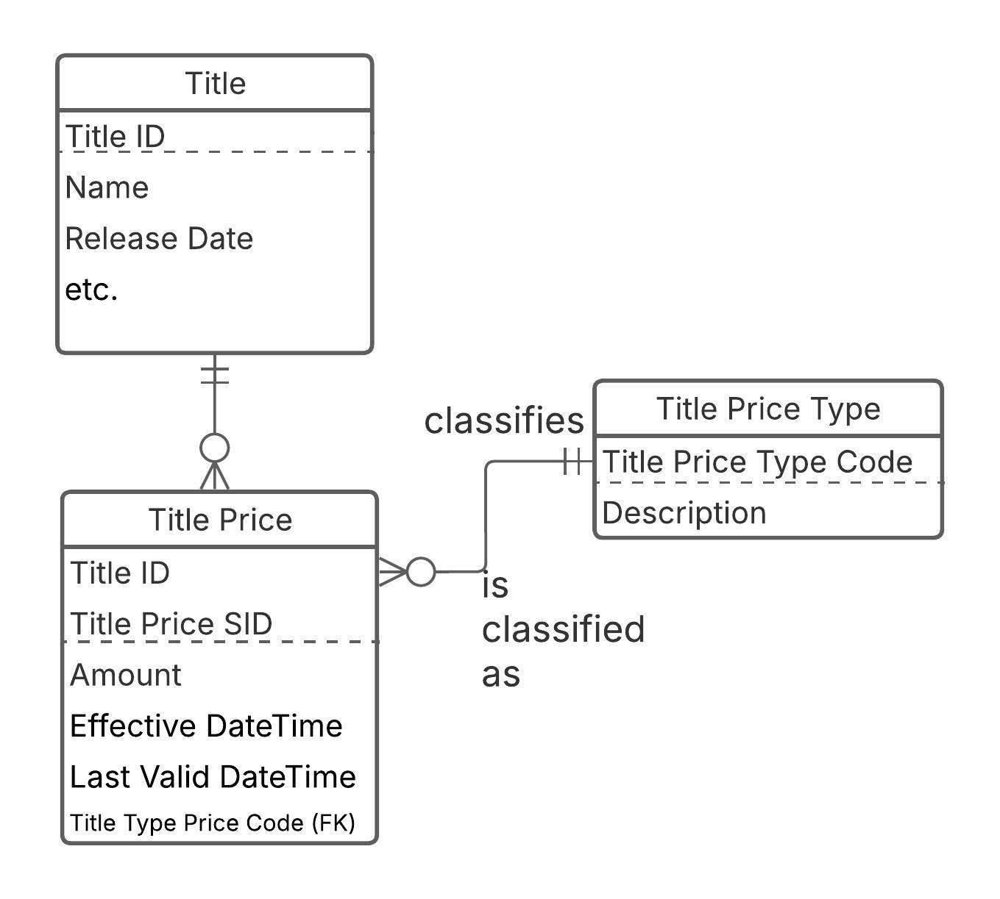 Title
Title ID
Name
Release Date
etc.
classifies
Title Price Type
Title Price Type Code
Description
Title Price
Title ID
Title Price SID
Amount
Effective DateTime
Last Valid DateTime
Title Type Price Code (FK)
is
classified
as